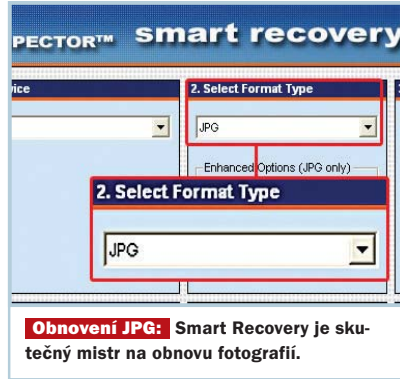 PECTOR™ smart recovery
ice
2. Select Format Type
JPG
Enhanced Options (JPG only)
2. Select Format Type
JPG
Obnovení JPG: Smart Recovery je sku-
tečný mistr na obnovu fotografií.